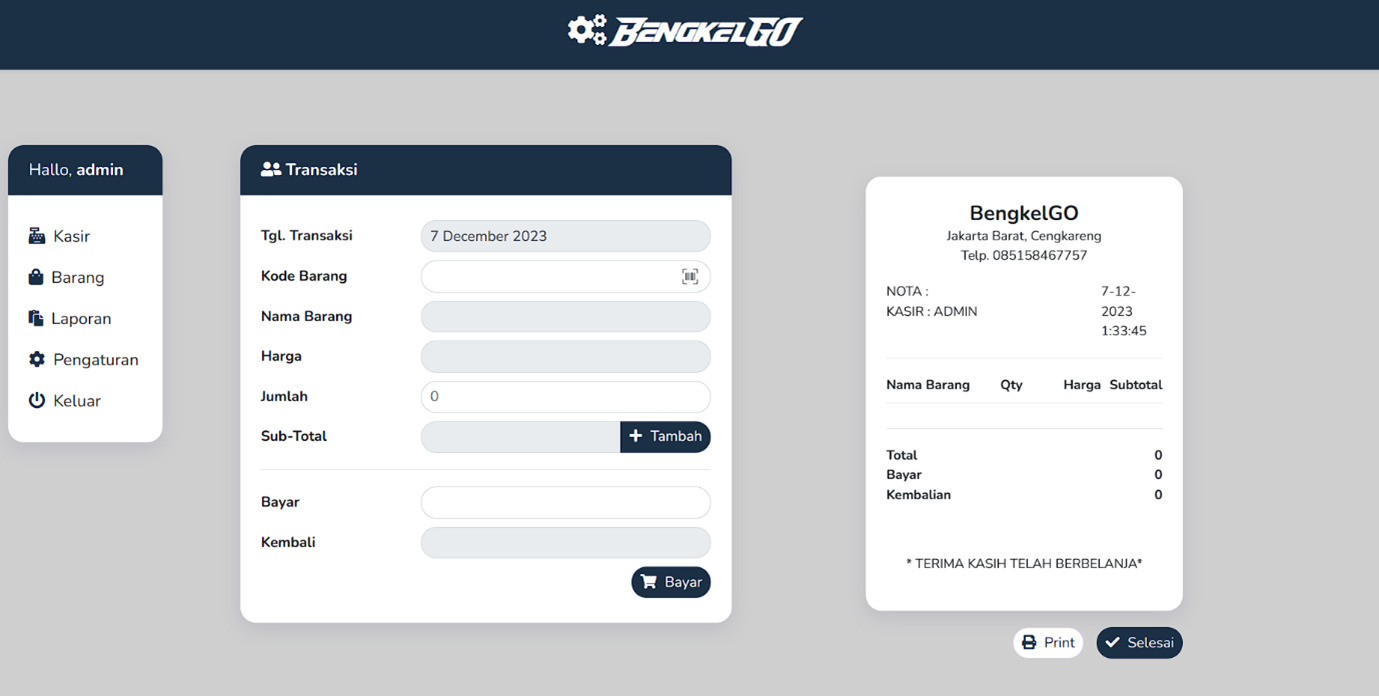 BENGKELGO
Hallo, admin
Kasir
Barang
Laporan
Pengaturan
Keluar
Transaksi
Tgl. Transaksi 7 December 2023
Kode Barang
Nama Barang
Harga
Jumlah 0
Sub-Total + Tambah
Bayar
Kembali
Bayar
BengkelGO
Jakarta Barat, Cengkareng
Telp. 085158467757
NOTA : 7-12-
KASIR : ADMIN 2023
1:33:45
Nama Barang Qty Harga Subtotal
Total 0
Bayar 0
Kembalian 0
* TERIMA KASIH TELAH BERBELANJA*
Print Selesai